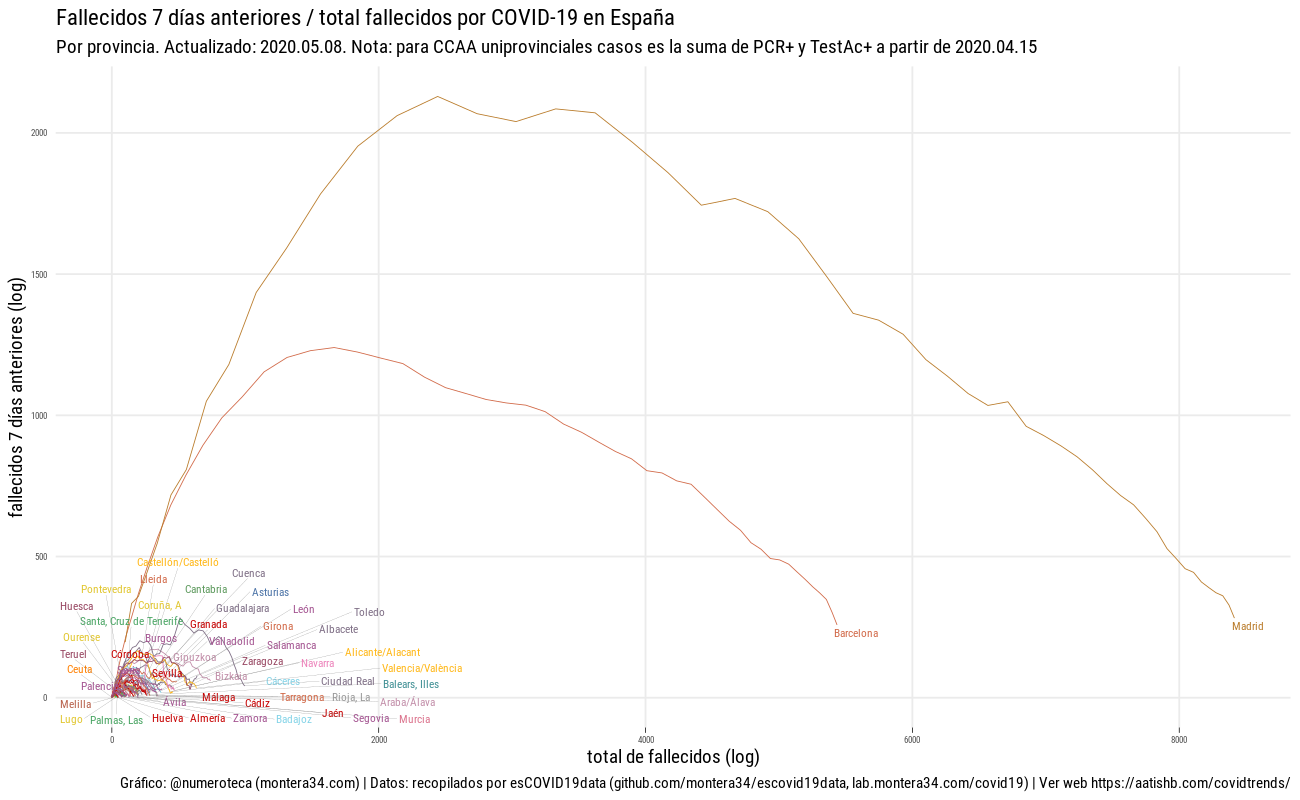 Fallecidos 7 días anteriores / total fallecidos por COVID-19 en España
Por provincia. Actualizado: 2020.05.08. Nota: para CCAA uniprovinciales casos es la suma de PCR+ y TestAc+ a partir de 2020.04.15
fallecidos 7 días anteriores (log)
2000
1500
1000
500
0
Castellón/Castelló
Cuenca
Lleida
Pontevedra
Cantabria
Asturias
Huesca
Coruña, A
Guadalajara
León
Toledo
Santa, Cruz de Tenerife
Granada
Girona
Albacete
Ourense
Burgos
Valladolid
Salamanca
Teruel
Córdoba
Gipuzkoa
Zaragoza
Navarra
Alicante/Alacant
Ceuta
Sevilla
Bizkaia
Valencia/València
Cáceres
Ciudad Real
Balears, Illes
Melilla
Ávila
Málaga
Cádiz
Tarragona
Rioja, La
Araba/Álava
Lugo
Palmas, Las
Huelva
Almería
Zamora
Badajoz
Jaén
Segovia
Murcia
Barcelona
Madrid
0
2000
4000
6000
8000
total de fallecidos (log)
Gráfico: @numeroteca (montera34.com) | Datos: recopilados por esCOVID19data (github.com/montera34/escovid19data, lab.montera34.com/covid19) | Ver web https://aatishb.com/covidtrends/